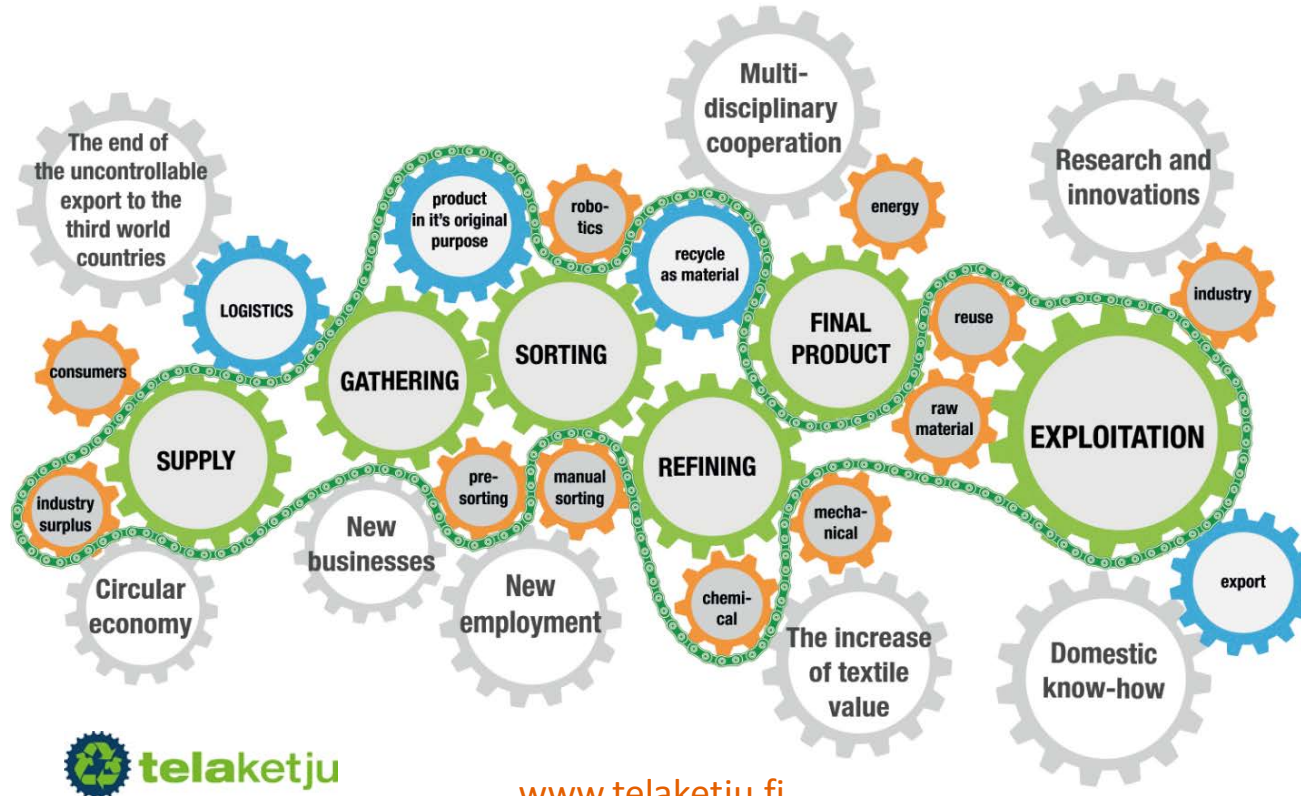 The end of
the uncontrollable
export to the
third world
countries
Multi-
disciplinary
cooperation
Research and
innovations
product
in it's original
purpose
robo-
tics
recycle
as material
energy
industry
LOGISTICS
consumers
GATHERING
SORTING
FINAL
PRODUCT
reuse
raw
material
EXPLOITATION
SUPPLY
industry
surplus
pre-
sorting
manual
sorting
REFINING
mecha-
nical
chemi-
cal
export
Circular
economy
New
businesses
New
employment
The increase
of textile
value
Domestic
know-how
telaketju
www.telaketju.fi